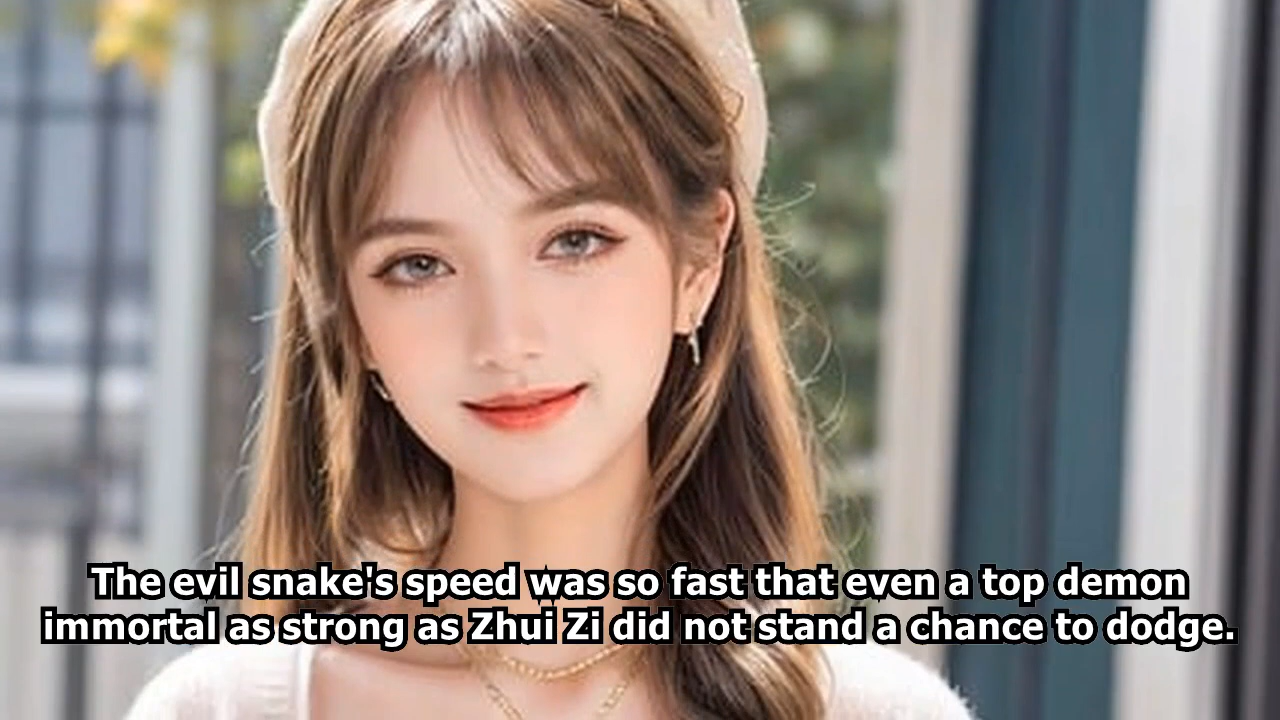 The evil snake's speed was so fast that even a top demon
immortal as strong as Zhui Zi did not stand a chance to dodge.